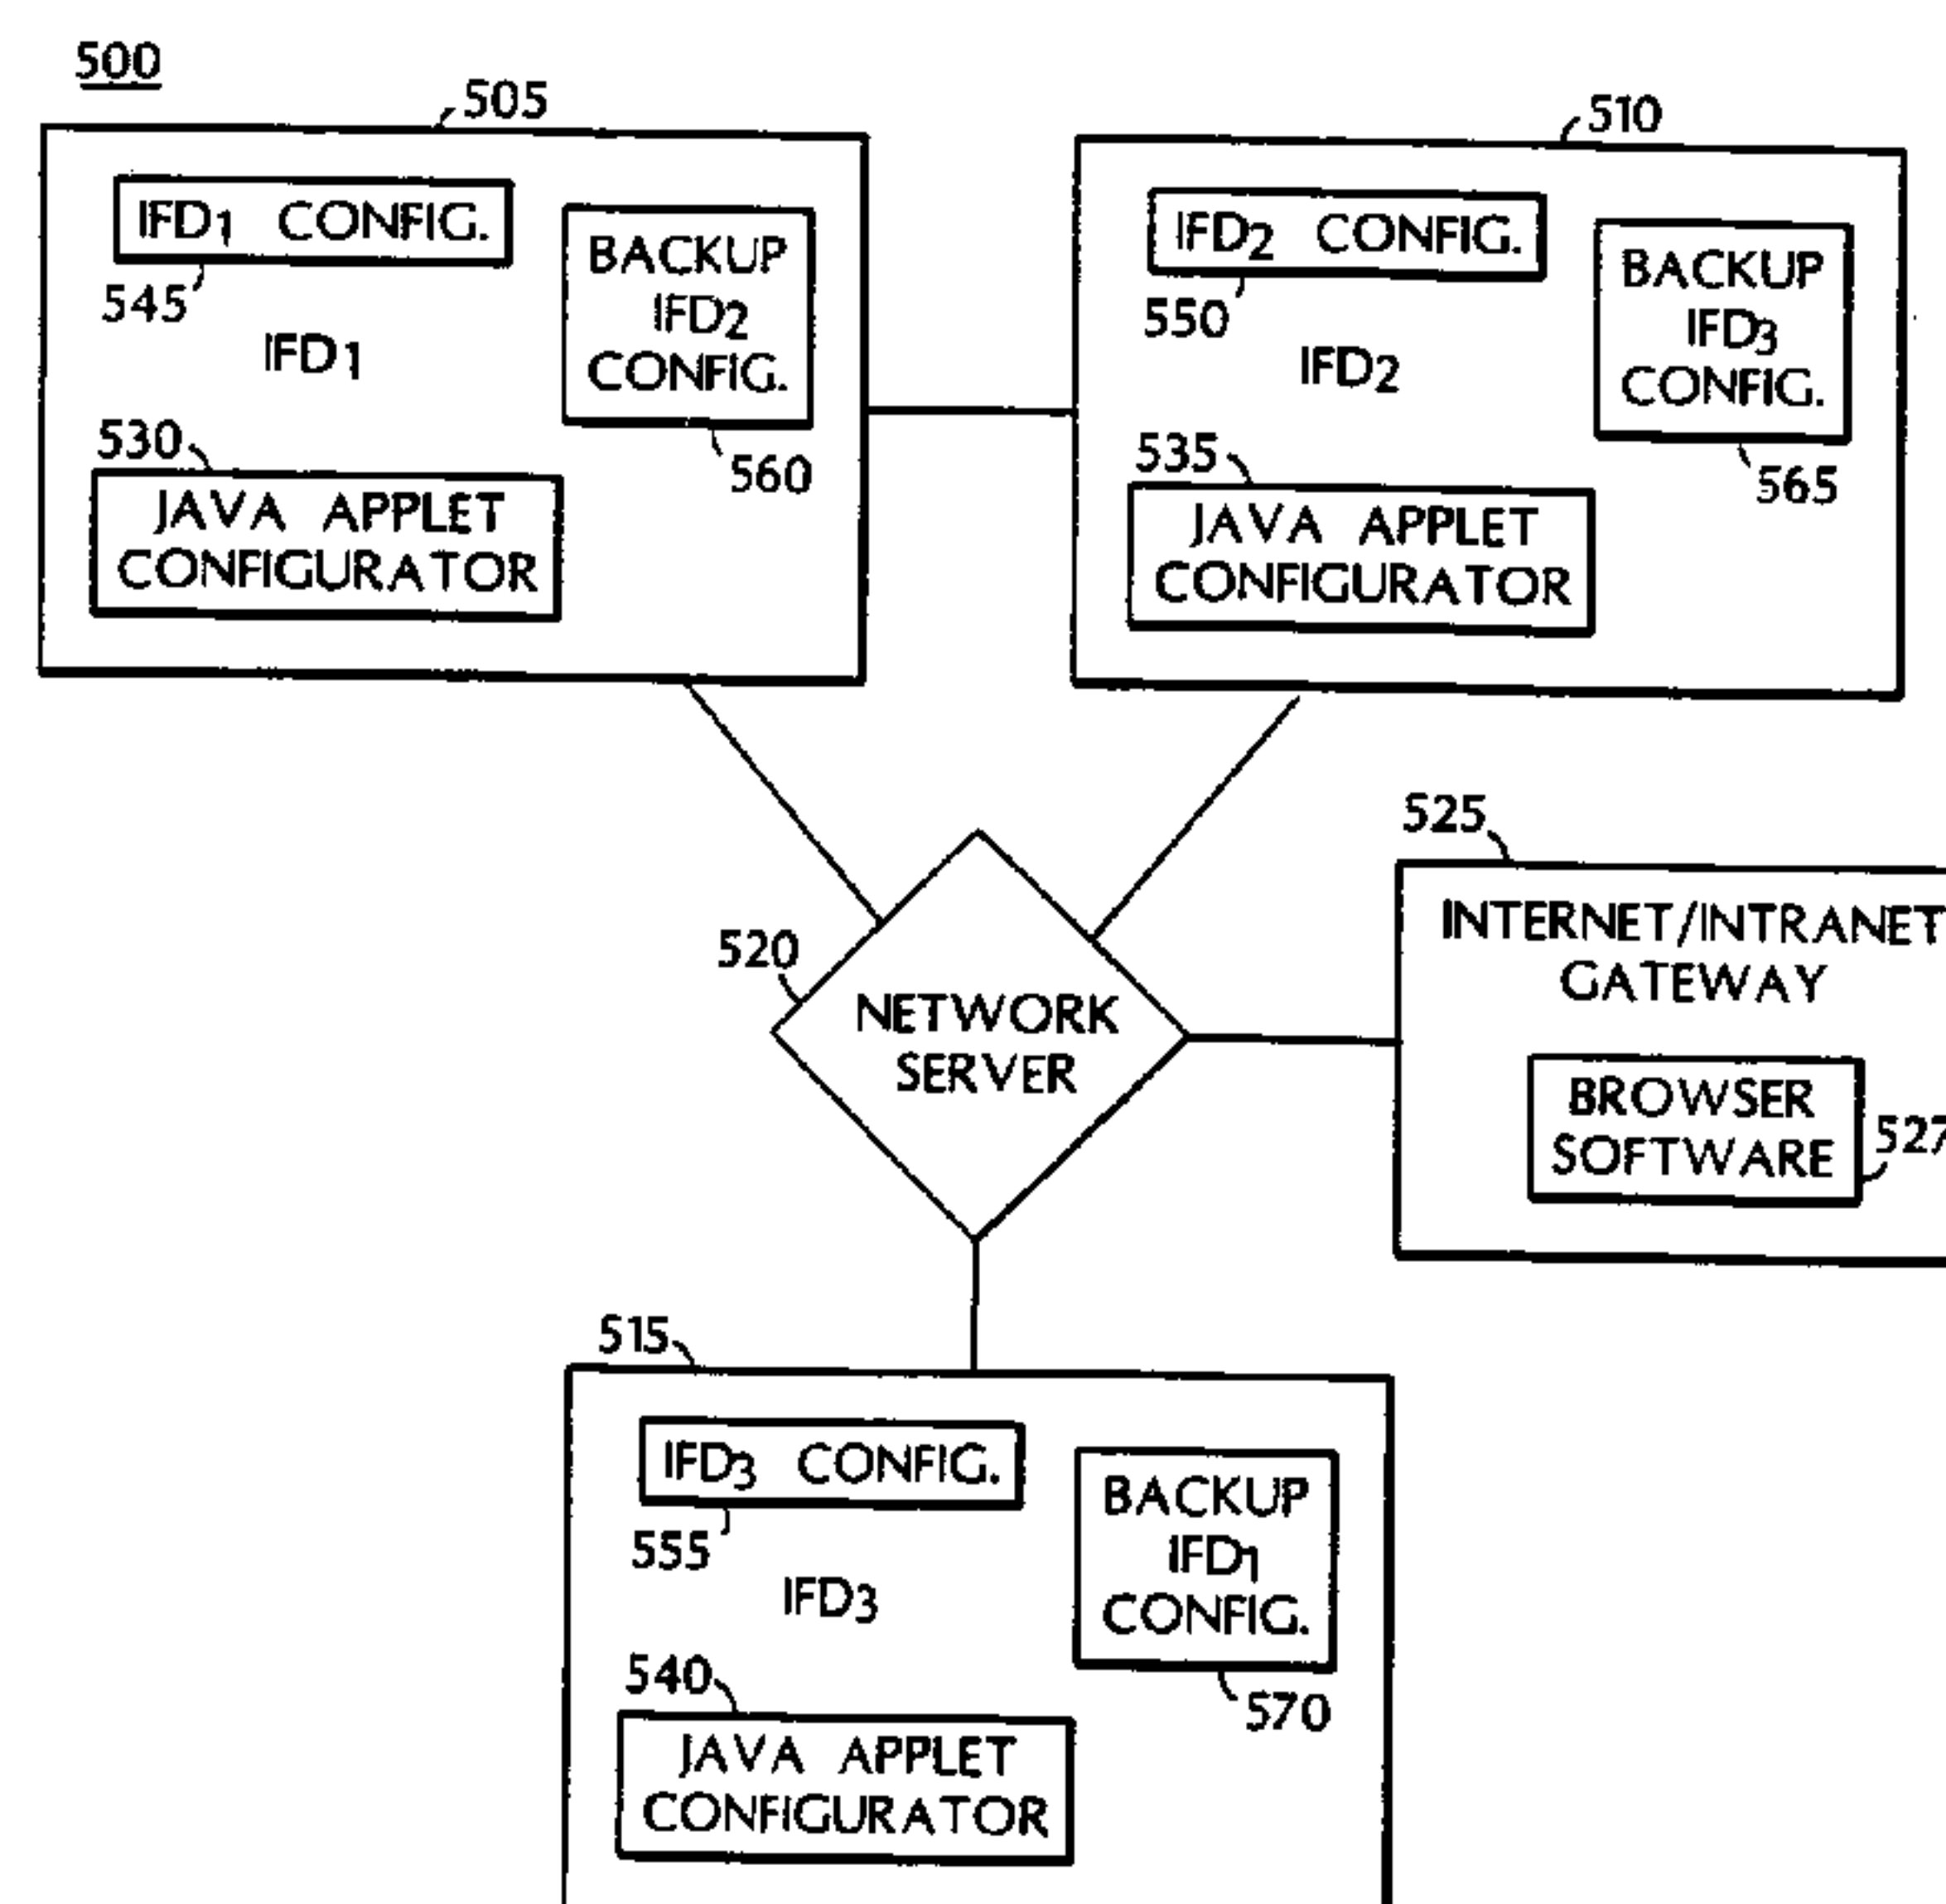 500
505
510
IFD1 CONFIG.
545
BACKUP
IFD2
CONFIG.
560
IFD1
530
JAVA APPLET
CONFIGURATOR
IFD2 CONFIG.
550
BACKUP
IFD3
CONFIG.
565
IFD2
535
JAVA APPLET
CONFIGURATOR
520
NETWORK
SERVER
525
INTERNET/INTRANET
GATEWAY
BROWSER
SOFTWARE
527
515
IFD3 CONFIG.
555
BACKUP
IFD1
CONFIG.
570
IFD3
540
JAVA APPLET
CONFIGURATOR